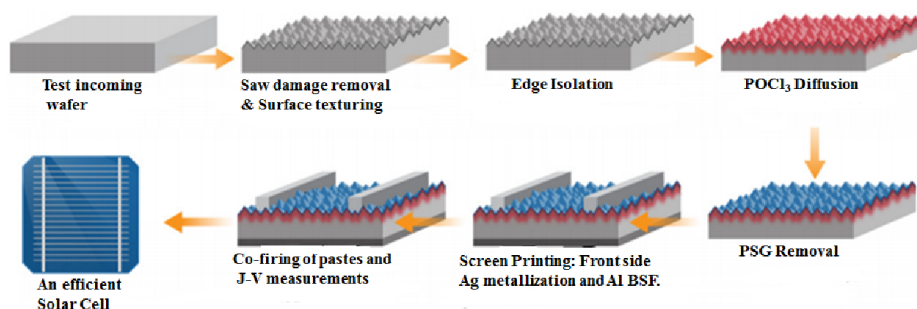 Test incoming
wafer
Saw damage removal
& Surface texturing
Edge Isolation
POCl₃ Diffusion
PSG Removal
Screen Printing: Front side
Ag metallization and Al BSF.
Co-firing of pastes and
J-V measurements
An efficient
Solar Cell